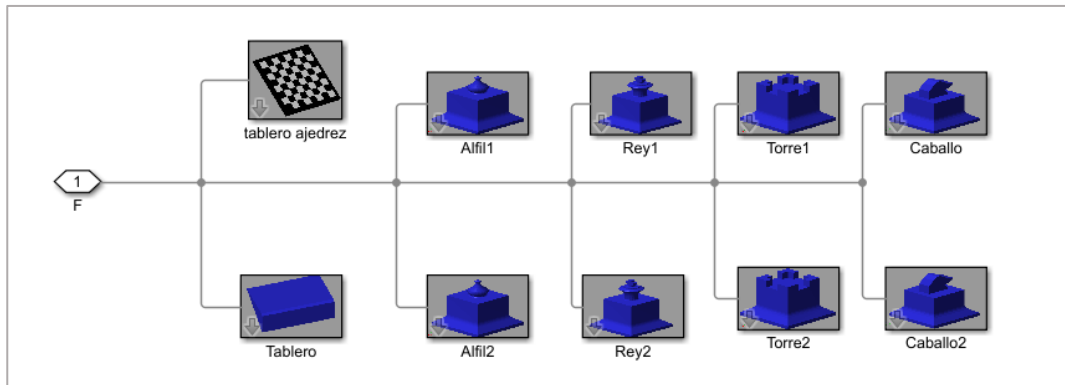 tablero ajedrez
Alfil1
Rey1
Torre1
Caballo
1
F
Tablero
Alfil2
Rey2
Torre2
Caballo2